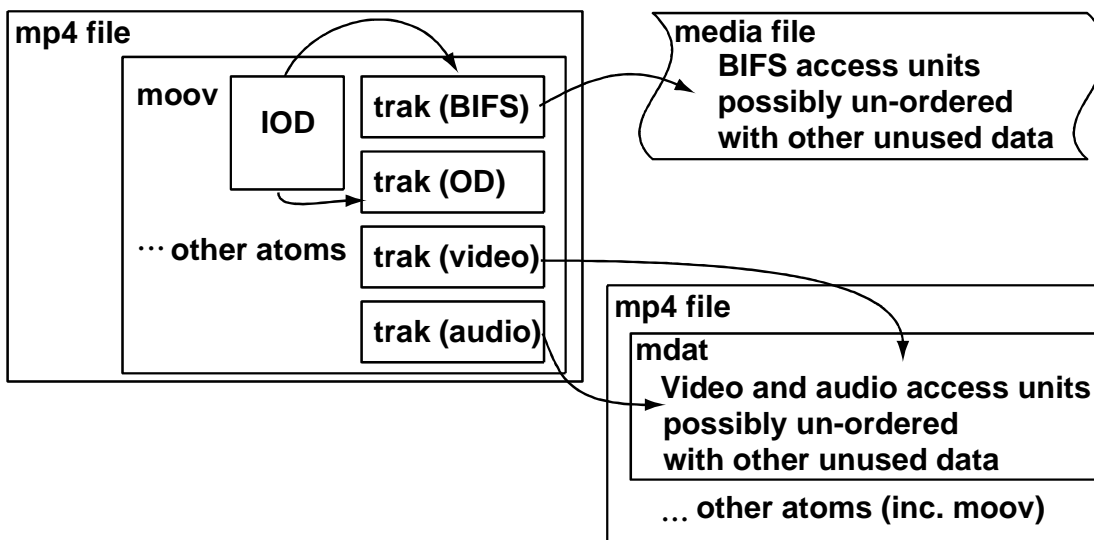 mp4 file
moov
IOD
trak (BIFS)
trak (OD)
... other atoms
trak (video)
trak (audio)
media file
BIFS access units
possibly un-ordered
with other unused data
mp4 file
mdat
Video and audio access units
possibly un-ordered
with other unused data
... other atoms (inc. moov)